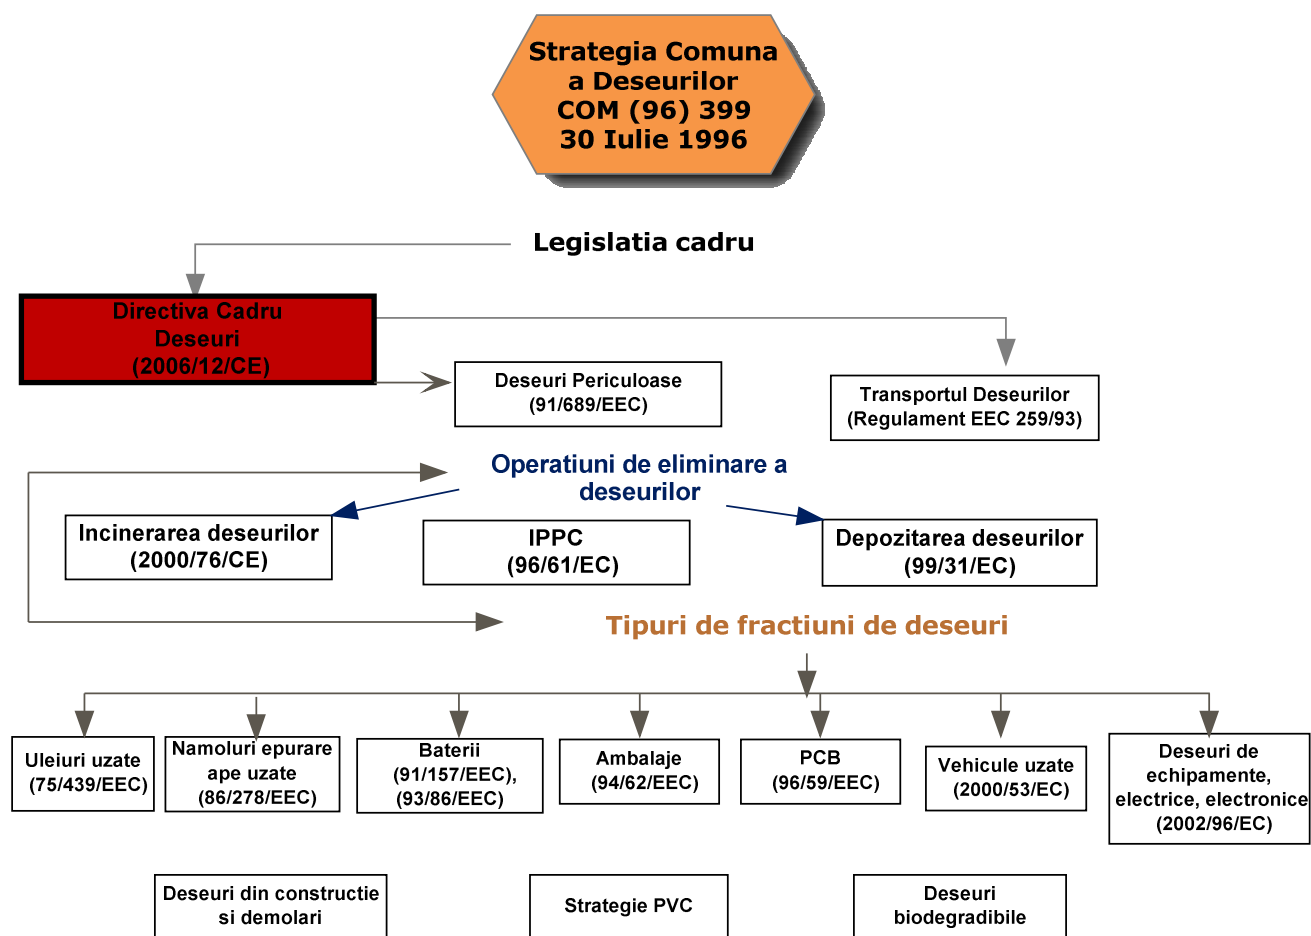 Strategia Comuna
a Deseurilor
COM (96) 399
30 Iulie 1996
Legislatia cadru
Directiva Cadru
Deseuri
(2006/12/CE)
Deseuri Periculoase
(91/689/EEC)
Transportul Deseurilor
(Regulament EEC 259/93)
Operatiuni de eliminare a
deseurilor
Incinerarea deseurilor
(2000/76/CE)
IPPC
(96/61/EC)
Depozitarea deseurilor
(99/31/EC)
Tipuri de fractiuni de deseuri
Uleiuri uzate
(75/439/EEC)
Namoluri epurare
ape uzate
(86/278/EEC)
Baterii
(91/157/EEC),
(93/86/EEC)
Ambalaje
(94/62/EEC)
PCB
(96/59/EEC)
Vehicule uzate
(2000/53/EC)
Deseuri de
echipamente,
electrice, electronice
(2002/96/EC)
Deseuri din constructie
si demolari
Strategie PVC
Deseuri
biodegradibile